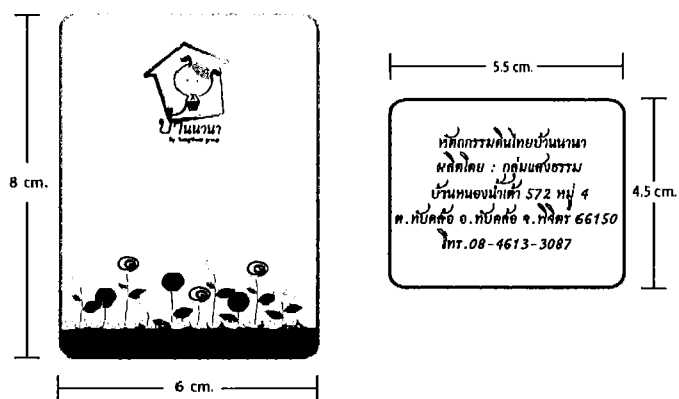 บ้านนานา
by Sangtham group
8 cm.
6 cm.
5.5 cm.
4.5 cm.
หัตถกรรมดินไทยบ้านนานา
ผลิตโดย : กลุ่มแสงธรรม
บ้านหนองน้ำเต้า 572 หมู่ 4
ต.ทับคล้อ อ.ทับคล้อ จ.พิจิตร 66150
โทร.08-4613-3087